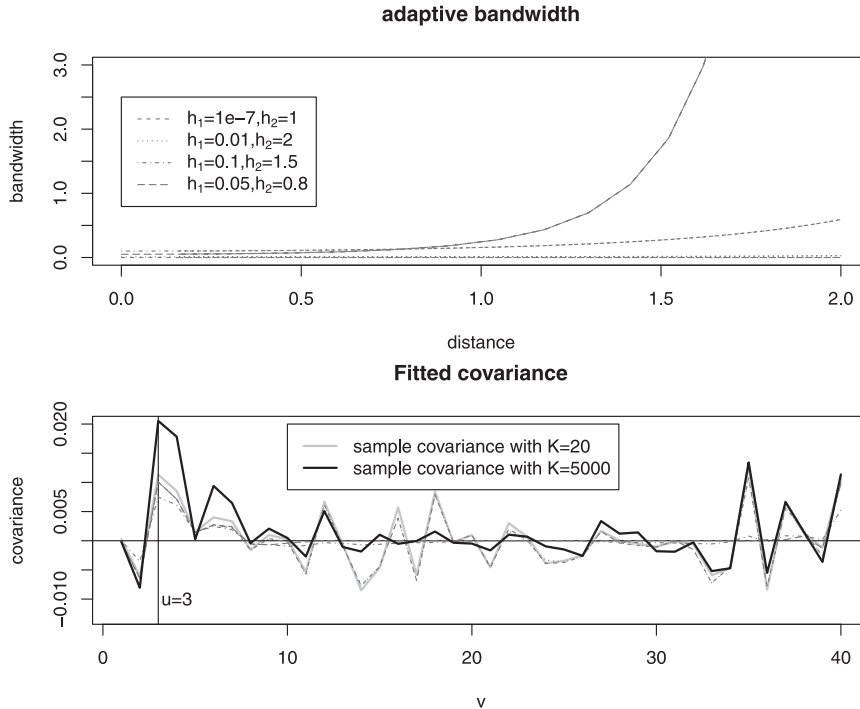 adaptive bandwidth
bandwidth
3.0
2.0
1.0
0.0
h₁=1e−7,h₂=1
h₁=0.01,h₂=2
h₁=0.1,h₂=1.5
h₁=0.05,h₂=0.8
0.0 0.5 1.0 1.5 2.0
distance
Fitted covariance
covariance
0.020
0.005
−0.010
sample covariance with K=20
sample covariance with K=5000
u=3
0 10 20 30 40
v